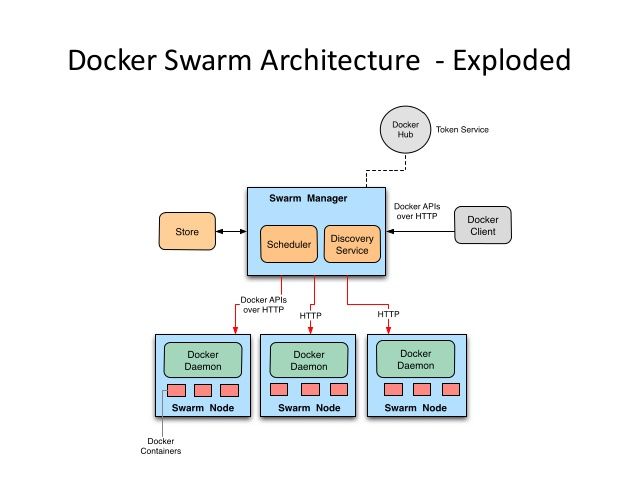 Docker Swarm Architecture - Exploded
Docker
Hub
Token Service
Swarm Manager
Docker APIs
over HTTP
Docker
Client
Store
Scheduler
Discovery
Service
Docker APIs
over HTTP
HTTP
HTTP
Docker
Daemon
Docker
Daemon
Docker
Daemon
Swarm Node
Swarm Node
Swarm Node
Docker
Containers